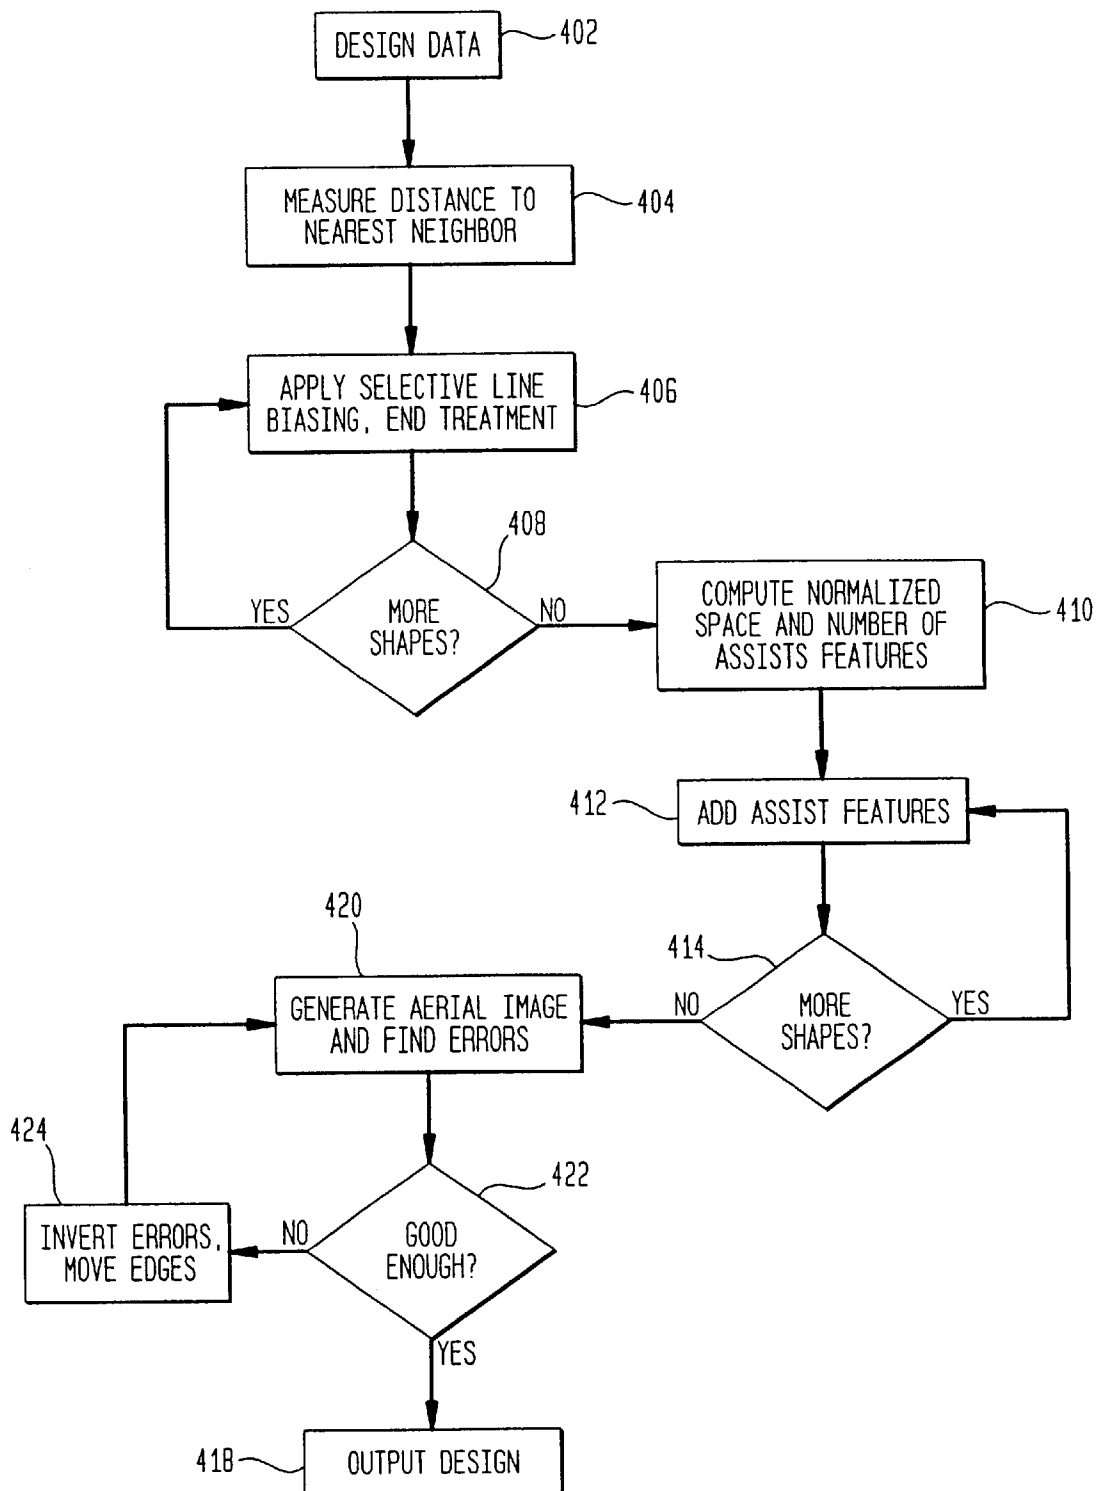 DESIGN DATA
402
MEASURE DISTANCE TO
NEAREST NEIGHBOR
404
APPLY SELECTIVE LINE
BIASING, END TREATMENT
406
408
MORE
SHAPES?
YES
NO
COMPUTE NORMALIZED
SPACE AND NUMBER OF
ASSISTS FEATURES
410
412
ADD ASSIST FEATURES
414
MORE
SHAPES?
NO
YES
420
GENERATE AERIAL IMAGE
AND FIND ERRORS
424
INVERT ERRORS,
MOVE EDGES
422
GOOD
ENOUGH?
NO
YES
418
OUTPUT DESIGN